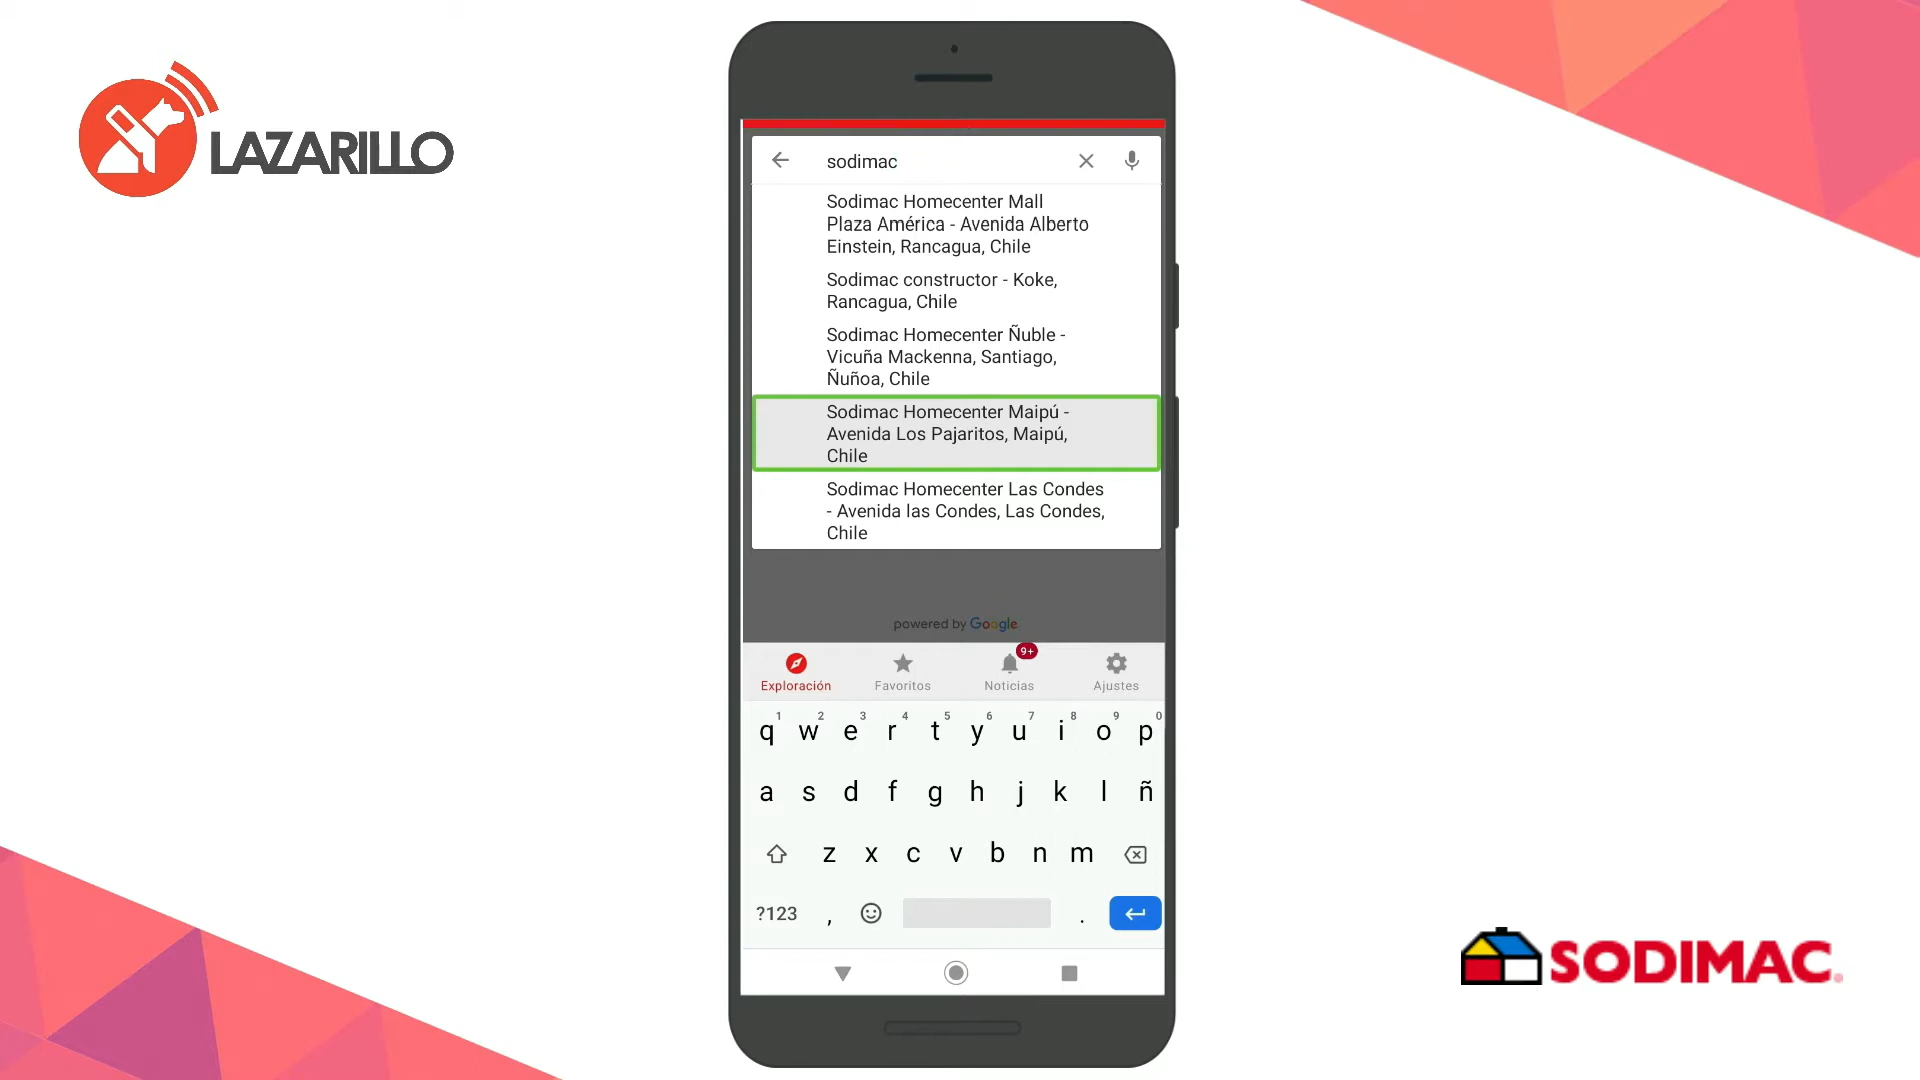 LAZARILLO
sodimac
Sodimac Homecenter Mall
Plaza América - Avenida Alberto
Einstein, Rancagua, Chile
Sodimac constructor - Koke,
Rancagua, Chile
Sodimac Homecenter Ñuble -
Vicuña Mackenna, Santiago,
Ñuñoa, Chile
Sodimac Homecenter Maipú -
Avenida Los Pajaritos, Maipú,
Chile
Sodimac Homecenter Las Condes
- Avenida las Condes, Las Condes,
Chile
powered by Google
9+
Exploración Favoritos Noticias Ajustes
1 2 3 4 5 6 7 8 9 0
q w e r t y u i o p
a s d f g h j k l ñ
z x c v b n m
?123 , .
SODIMAC